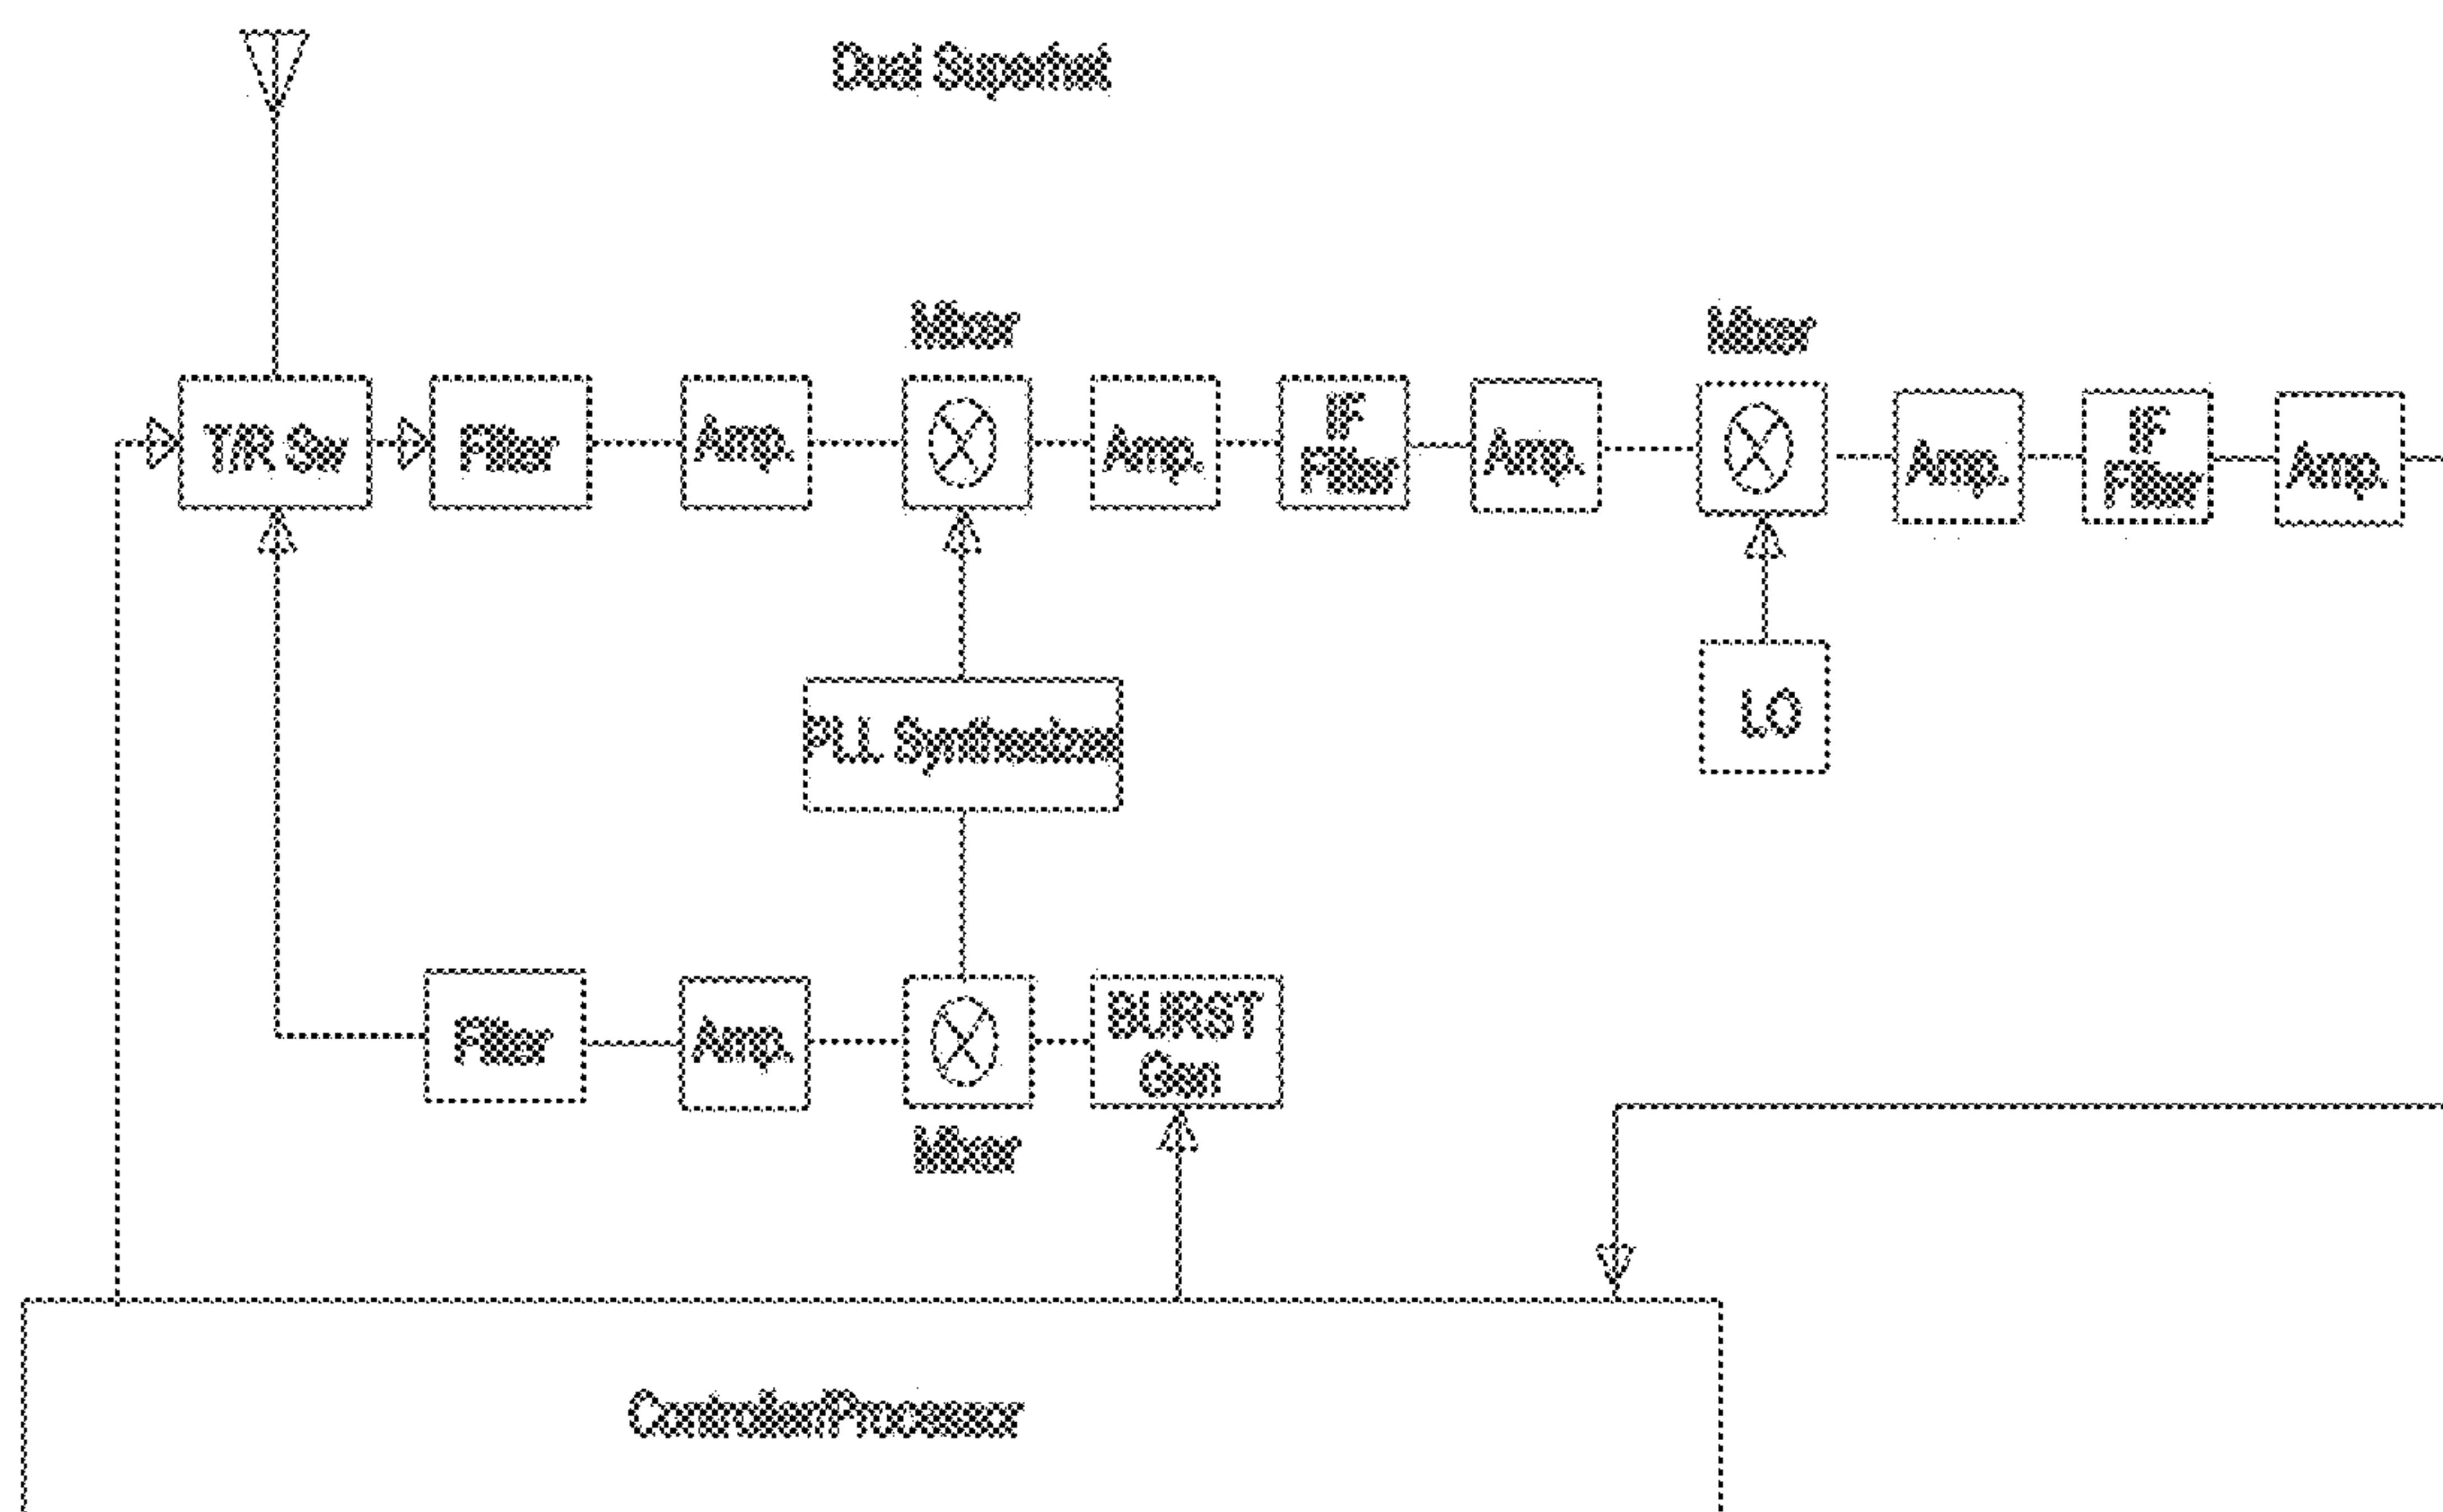 Dual Superhet
Mixer
Mixer
T/R Sw
Filter
Amp.
Amp.
IF
Filter
Amp.
Amp.
IF
Filter
Amp.
PLL Synthesizer
LO
Filter
Amp.
BURST
Gen
Mixer
Controller/Processor